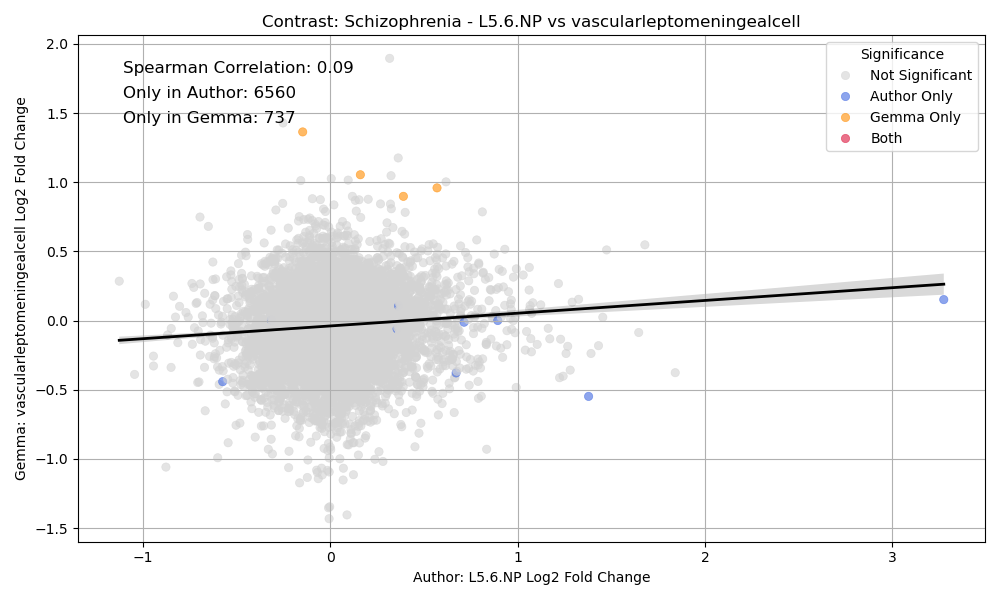 Contrast: Schizophrenia - L5.6.NP vs vascularleptomeningealcell
Spearman Correlation: 0.09
Only in Author: 6560
Only in Gemma: 737
Significance
Not Significant
Author Only
Gemma Only
Both
2.0
1.5
1.0
0.5
0.0
−0.5
−1.0
−1.5
Gemma: vascularleptomeningealcell Log2 Fold Change
−1
0
1
2
3
Author: L5.6.NP Log2 Fold Change